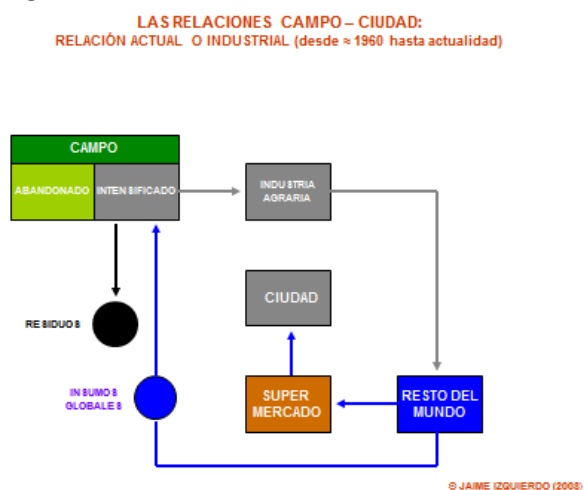 LAS RELACIONES CAMPO – CIUDAD:
RELACIÓN ACTUAL O INDUSTRIAL (desde ≈ 1960 hasta actualidad)
CAMPO
ABANDONADO
INTENSIFICADO
INDUSTRIA
AGRARIA
CIUDAD
RESIDUOS
INSUMOS
GLOBALES
SUPER
MERCADO
RESTO DEL
MUNDO
© JAIME IZQUIERDO (2008)